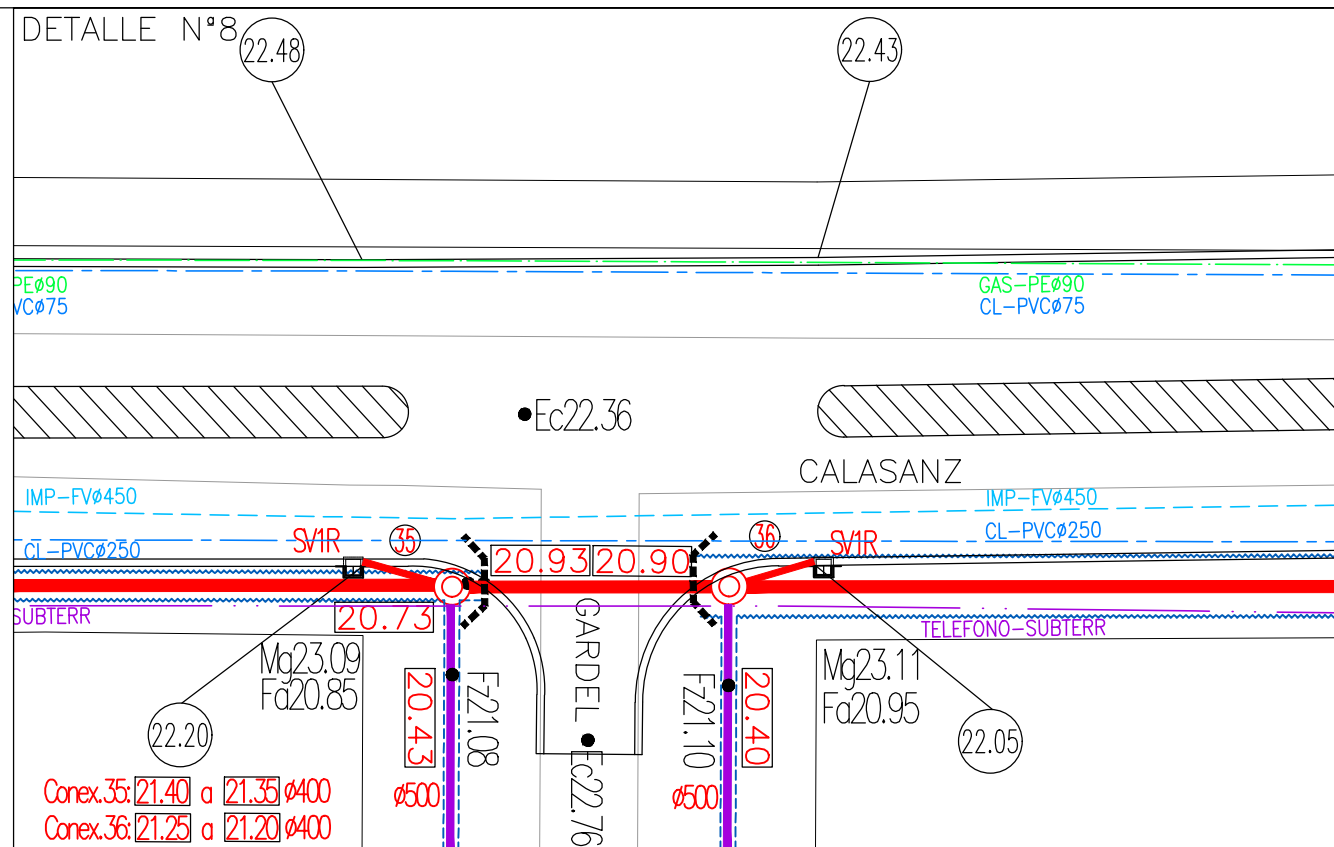 DETALLE N°8
22.48
22.43
PEø90
VCø75
GAS-PEø90
CL-PVCø75
Ec22.36
CALASANZ
IMP-FVø450
IMP-FVø450
CL-PVCø250
CL-PVCø250
SV1R
35
36
SV1R
20.93
20.90
20.73
SUBTERR
TELEFONO-SUBTERR
GARDEL
Mg23.09
Fa20.85
Mg23.11
Fa20.95
20.43
Fz21.08
Fz21.10
20.40
22.20
22.05
Ec22.76
ø500
ø500
Conex.35: 21.40 a 21.35 ø400
Conex.36: 21.25 a 21.20 ø400